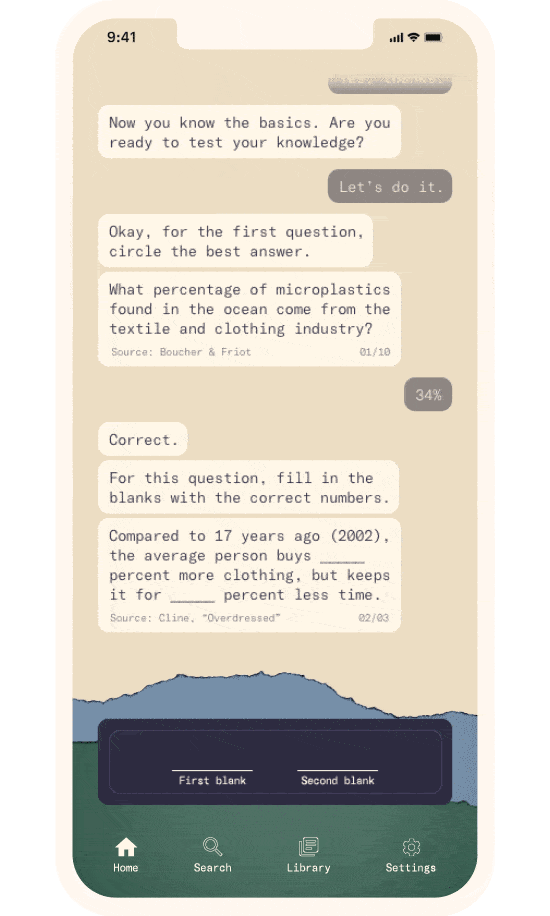 9:41
Now you know the basics. Are you
ready to test your knowledge?
Let's do it.
Okay, for the first question,
circle the best answer.
What percentage of microplastics
found in the ocean come from the
textile and clothing industry?
Source: Boucher & Friot 01/10
34%
Correct.
For this question, fill in the
blanks with the correct numbers.
Compared to 17 years ago (2002),
the average person buys _____
percent more clothing, but keeps
it for _____ percent less time.
Source: Cline, “Overdressed” 02/03
First blank Second blank
Home Search Library Settings